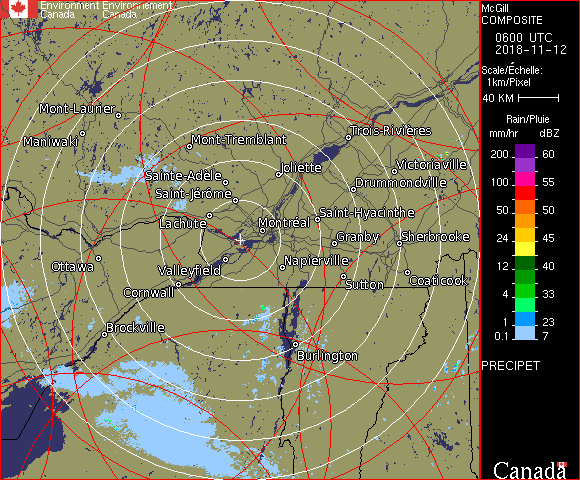 Environment Environnement
Canada Canada
McGill
COMPOSITE
0600 UTC
2018-11-12
Scale/Échelle:
1km/Pixel
40 KM
Rain/Pluie
mm/hr dBZ
200 60
100 55
50 50
24 45
12 40
4 33
1 23
0.1 7
PRECIPET
Mont-Laurier
Maniwaki
Mont-Tremblant
Trois-Rivières
Joliette
Victoriaville
Sainte-Adèle
Drummondville
Saint-Jérôme
Lachute
Montréal
Saint-Hyacinthe
Granby
Sherbrooke
Ottawa
Valleyfield
Napierville
Cornwall
Sutton
Coaticook
Brockville
Burlington
Canada